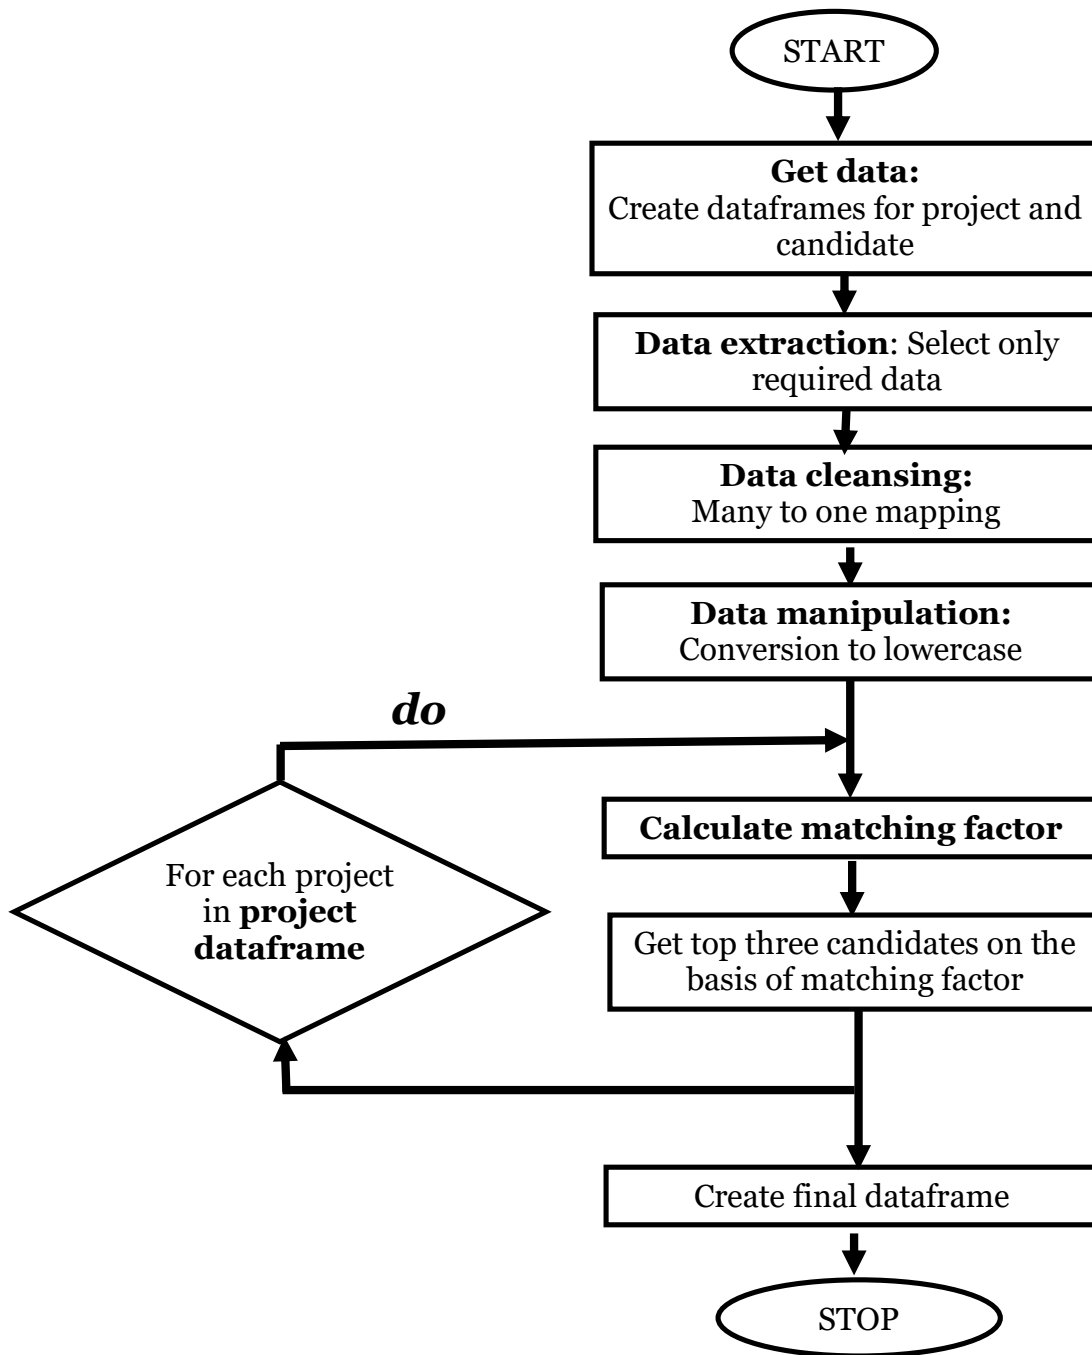 START
Get data:
Create dataframes for project and
candidate
Data extraction: Select only
required data
Data cleansing:
Many to one mapping
Data manipulation:
Conversion to lowercase
do
Calculate matching factor
For each project
in project
dataframe
Get top three candidates on the
basis of matching factor
Create final dataframe
STOP